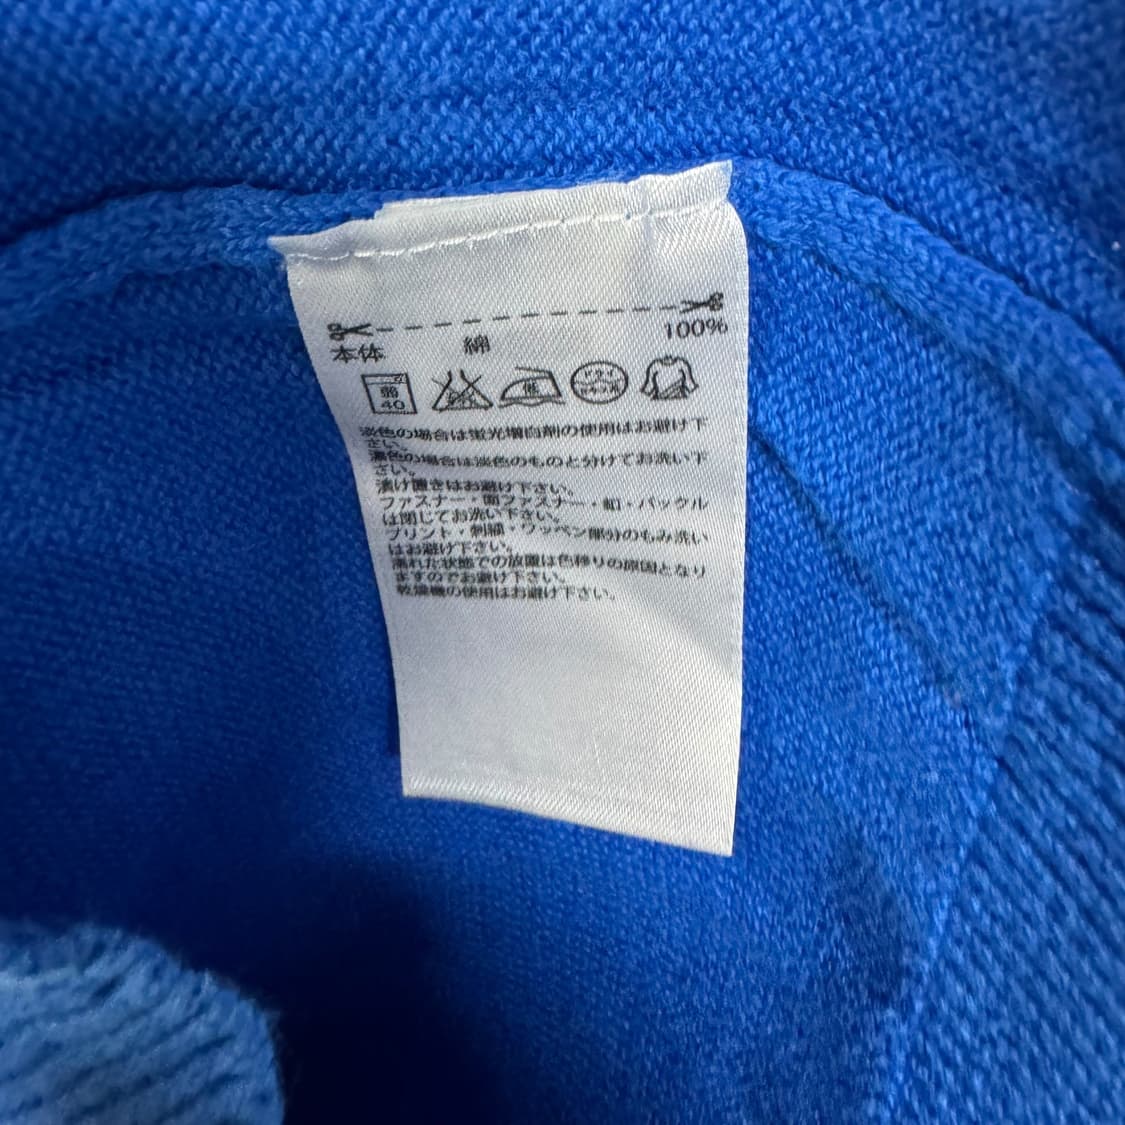 100%
本体 綿
弱 40 低
淡色の場合は蛍光増白剤の使用はお避け下
さい。
濃色の場合は淡色のものと分けてお洗い下
さい。
漬け置きはお避け下さい。
ファスナー・面ファスナー・釦・バックル
は閉じてお洗い下さい。
プリント・刺繍・ワッペン部分のもみ洗い
はお避け下さい。
濡れた状態での放置は色移りの原因となり
ますのでお避け下さい。
乾燥機の使用はお避け下さい。